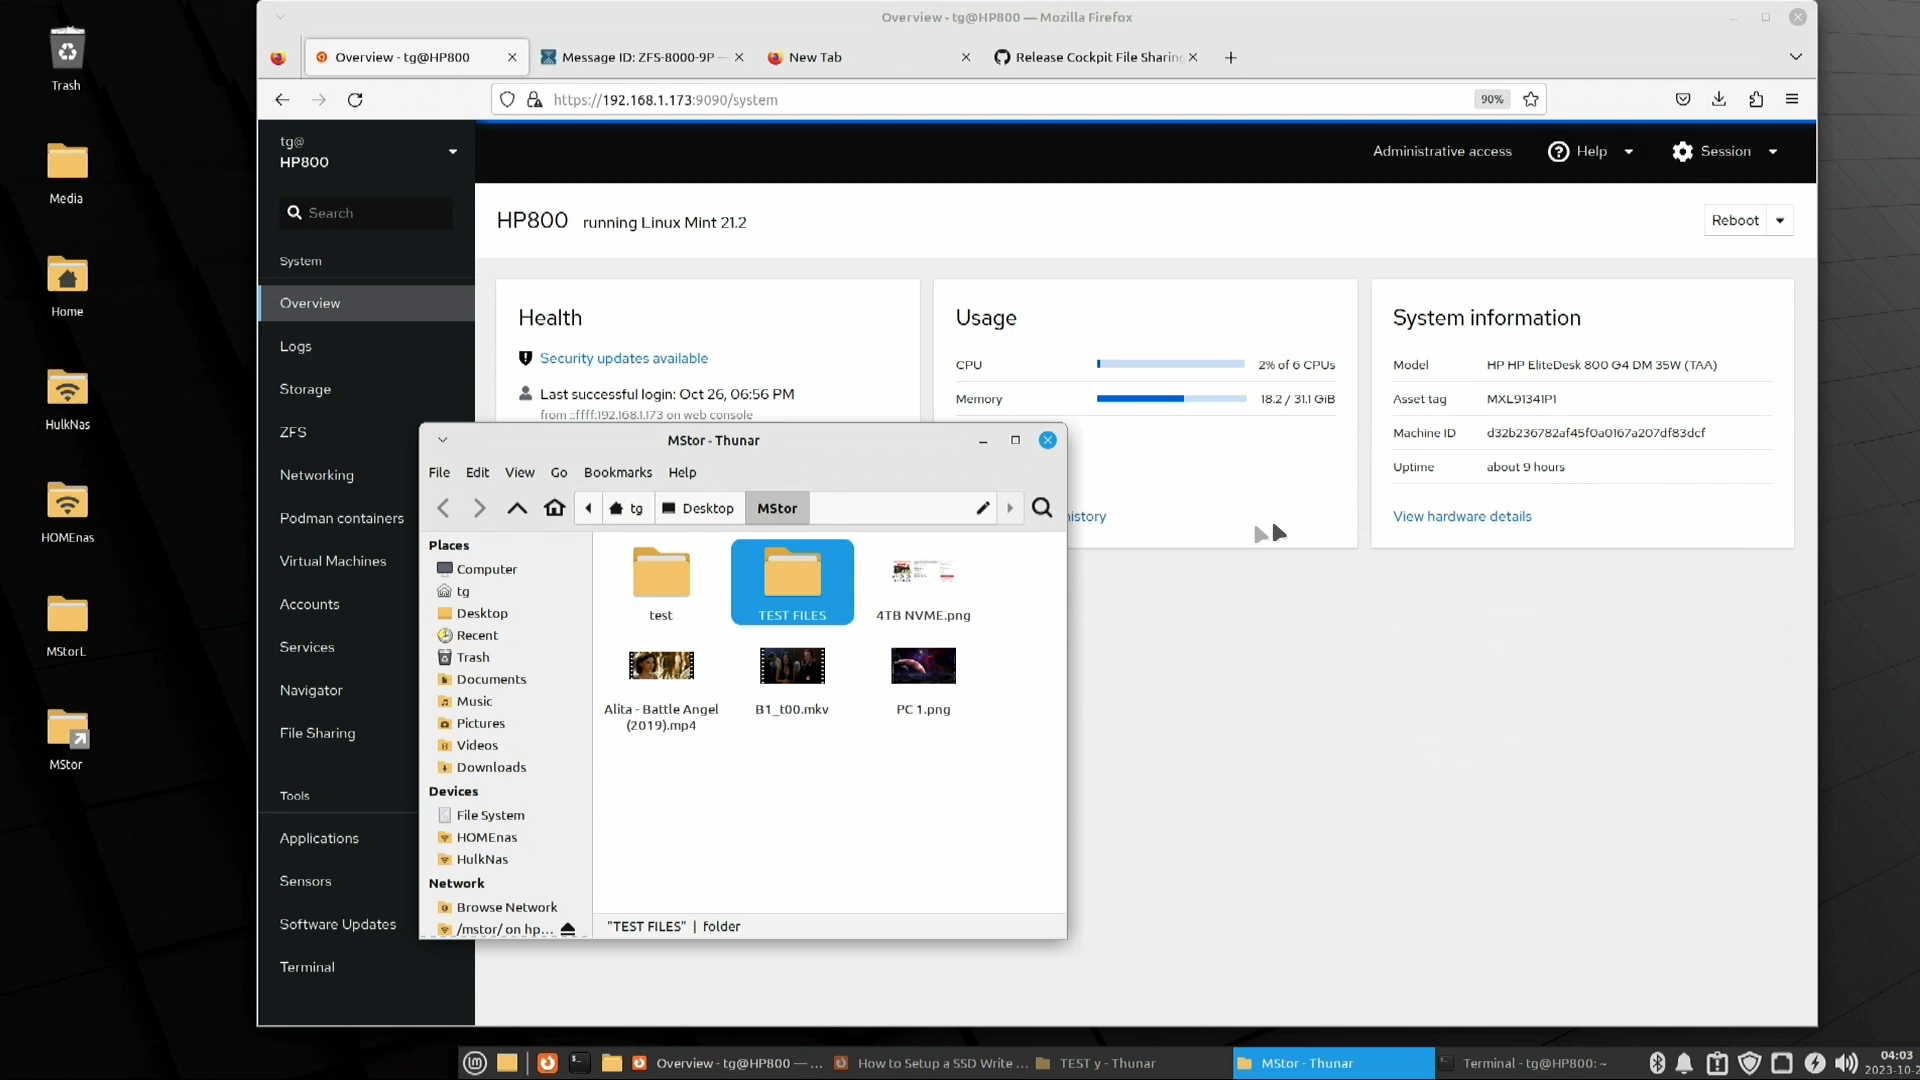 Trash
Media
Home
HulkNas
HOMEnas
MStorL
MStor
Overview - tg@HP800 — Mozilla Firefox
Overview - tg@HP800
Message ID: ZFS-8000-9P
New Tab
Release Cockpit File Sharing
https://192.168.1.173:9090/system
90%
tg@
HP800
Administrative access
Help
Session
Search
HP800 running Linux Mint 21.2
Reboot
System
Overview
Logs
Storage
ZFS
Networking
Podman containers
Virtual Machines
Accounts
Services
Navigator
File Sharing
Tools
Applications
Sensors
Software Updates
Terminal
Health
Security updates available
Last successful login: Oct 26, 06:56 PM
from ::ffff:192.168.1.173 on web console
Usage
CPU 2% of 6 CPUs
Memory 18.2 / 31.1 GiB
history
System information
Model HP HP EliteDesk 800 G4 DM 35W (TAA)
Asset tag MXL91341P1
Machine ID d32b236782af45f0a0167a207df83dcf
Uptime about 9 hours
View hardware details
MStor - Thunar
File Edit View Go Bookmarks Help
tg Desktop MStor
Places
Computer
tg
Desktop
Recent
Trash
Documents
Music
Pictures
Videos
Downloads
Devices
File System
HOMEnas
HulkNas
Network
Browse Network
/mstor/ on hp...
test
TEST FILES
4TB NVME.png
Alita - Battle Angel
(2019).mp4
B1_t00.mkv
PC 1.png
"TEST FILES" | folder
Overview - tg@HP800 — ...
How to Setup a SSD Write ...
TEST y - Thunar
MStor - Thunar
Terminal - tg@HP800: ~
04:03
2023-10-2